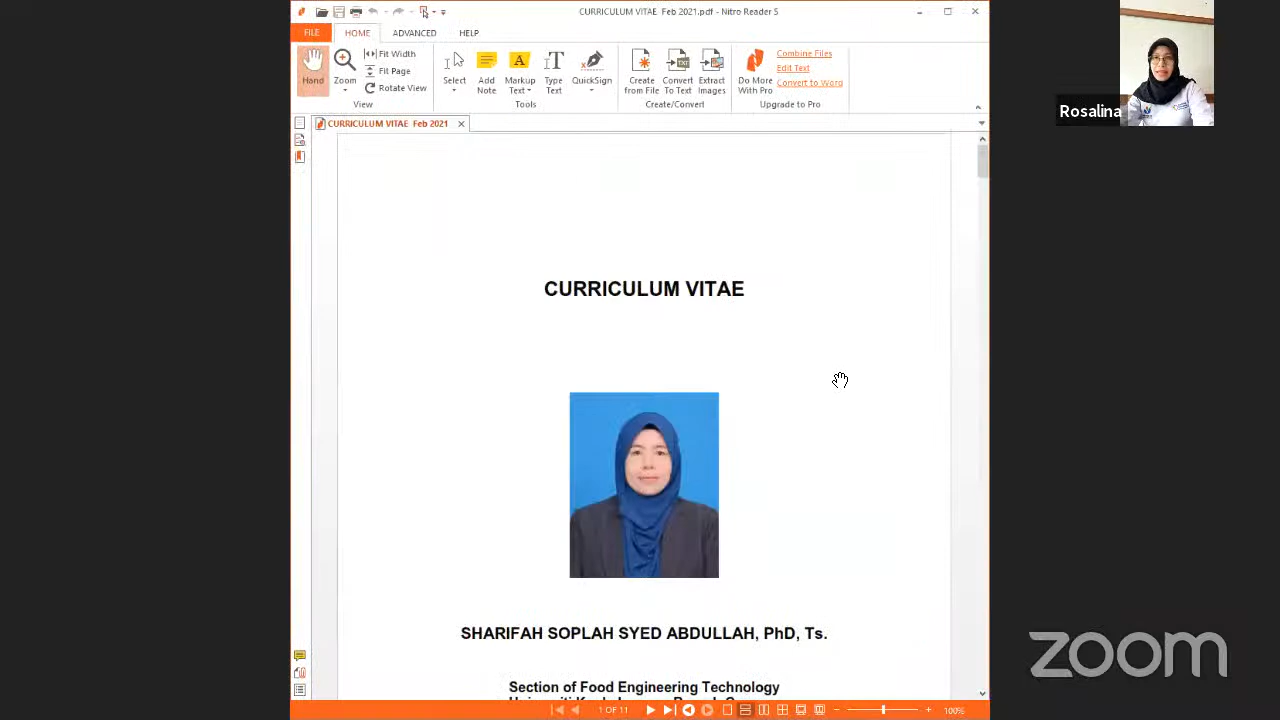 CURRICULUM VITAE Feb 2021.pdf - Nitro Reader 5
FILE HOME ADVANCED HELP
Hand
Zoom
Fit Width
Fit Page
Rotate View
View
Select
Add Note
Markup Text
Type Text
QuickSign
Tools
Create from File
Convert To Text
Extract Images
Create/Convert
Do More With Pro
Combine Files
Edit Text
Convert to Word
Upgrade to Pro
CURRICULUM VITAE Feb 2021
Rosalina
CURRICULUM VITAE
SHARIFAH SOPLAH SYED ABDULLAH, PhD, Ts.
Section of Food Engineering Technology
1 OF 11
100%
zoom